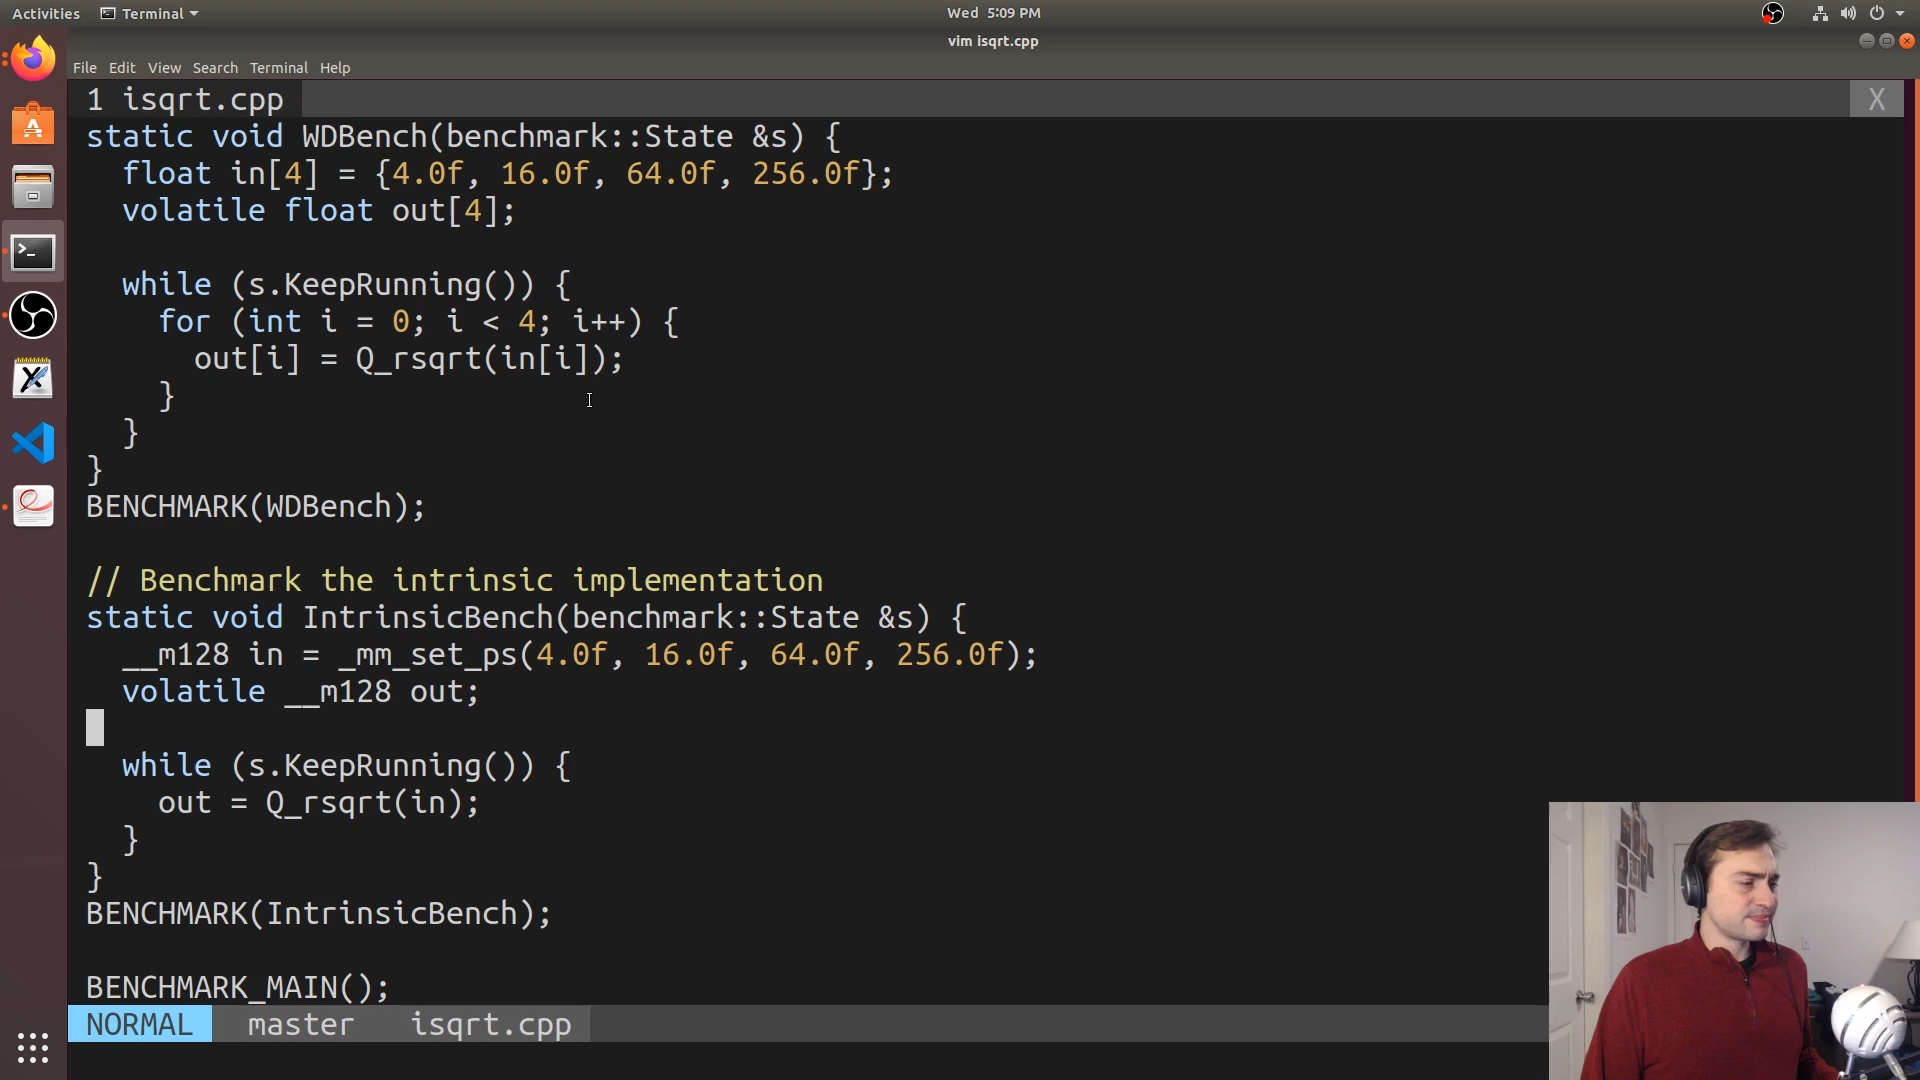 Activities Terminal Wed 5:09 PM
vim isqrt.cpp
File Edit View Search Terminal Help
1 isqrt.cpp X
static void WDBench(benchmark::State &s) {
  float in[4] = {4.0f, 16.0f, 64.0f, 256.0f};
  volatile float out[4];
  while (s.KeepRunning()) {
    for (int i = 0; i < 4; i++) {
      out[i] = Q_rsqrt(in[i]);
    }
  }
}
BENCHMARK(WDBench);
// Benchmark the intrinsic implementation
static void IntrinsicBench(benchmark::State &s) {
  __m128 in = _mm_set_ps(4.0f, 16.0f, 64.0f, 256.0f);
  volatile __m128 out;
  while (s.KeepRunning()) {
    out = Q_rsqrt(in);
  }
}
BENCHMARK(IntrinsicBench);
BENCHMARK_MAIN();
NORMAL master isqrt.cpp